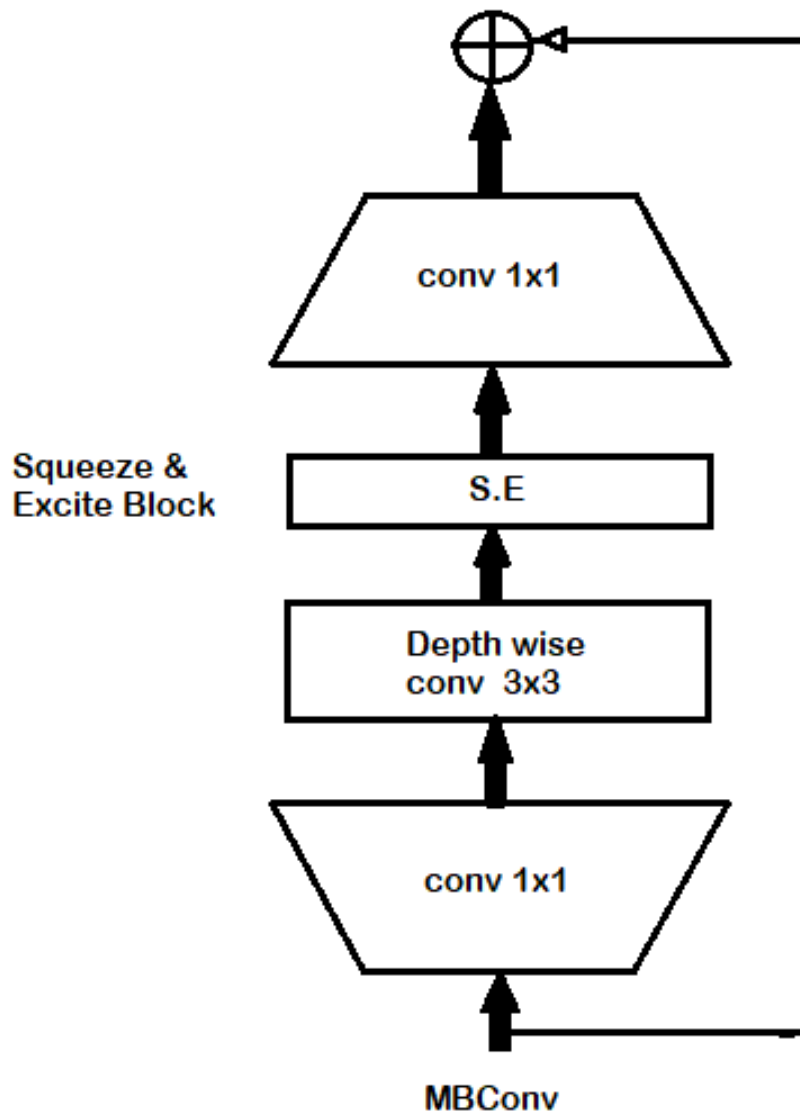 conv 1x1
Squeeze &
Excite Block
S.E
Depth wise
conv 3x3
conv 1x1
MBConv